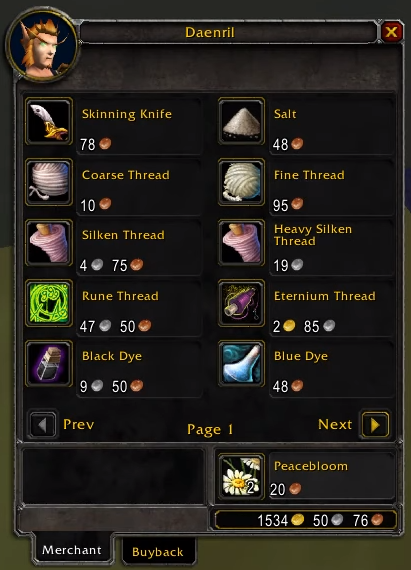 Daenril
Skinning Knife
78
Salt
48
Coarse Thread
10
Fine Thread
95
Silken Thread
4 75
Heavy Silken
Thread
19
Rune Thread
47 50
Eternium Thread
2 85
Black Dye
9 50
Blue Dye
48
Prev
Page 1
Next
Peacebloom
2
20
1534 50 76
Merchant
Buyback